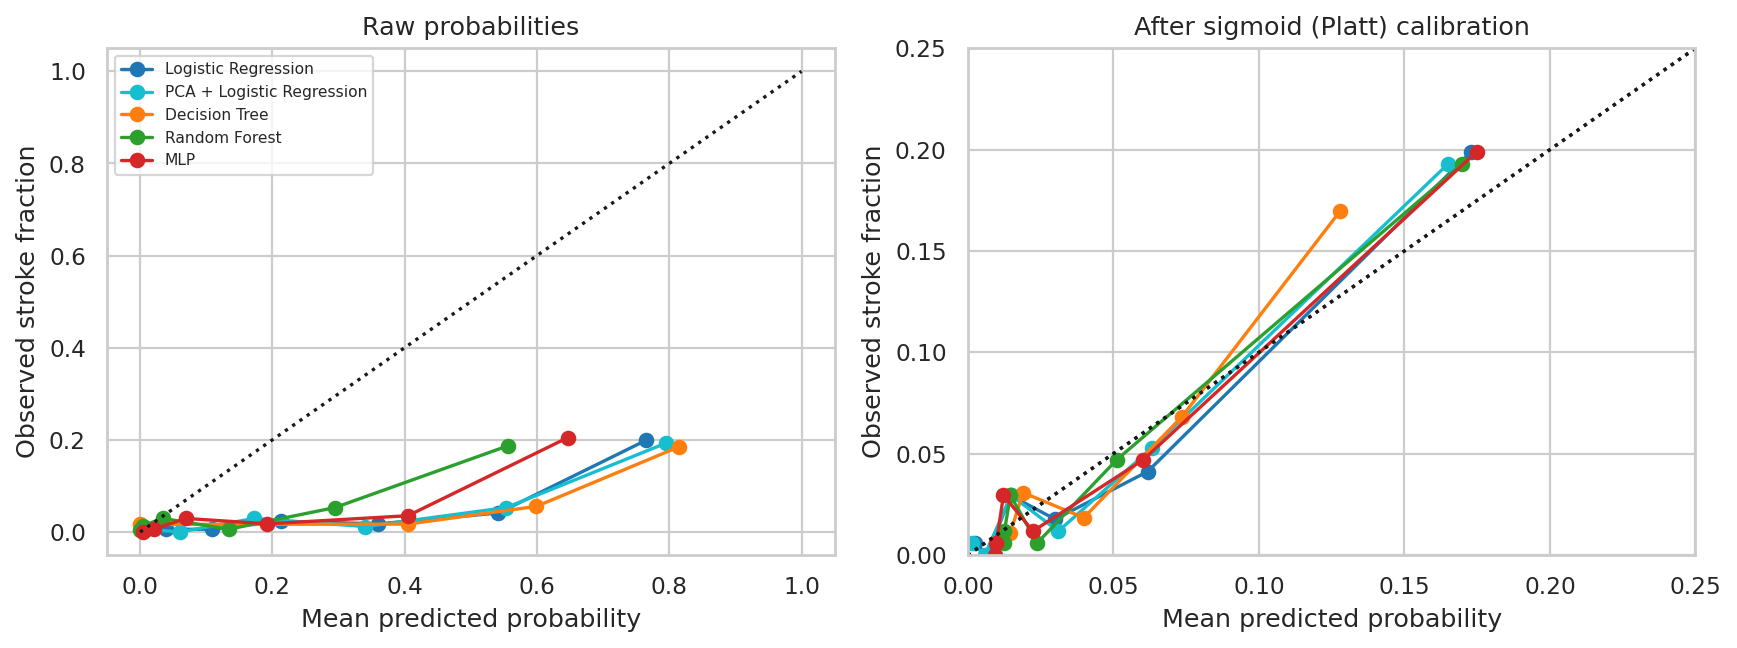 Raw probabilities
1.0
0.8
0.6
0.4
0.2
0.0
Observed stroke fraction
Logistic Regression
PCA + Logistic Regression
Decision Tree
Random Forest
MLP
0.0 0.2 0.4 0.6 0.8 1.0
Mean predicted probability
After sigmoid (Platt) calibration
0.25
0.20
0.15
0.10
0.05
0.00
Observed stroke fraction
0.00 0.05 0.10 0.15 0.20 0.25
Mean predicted probability